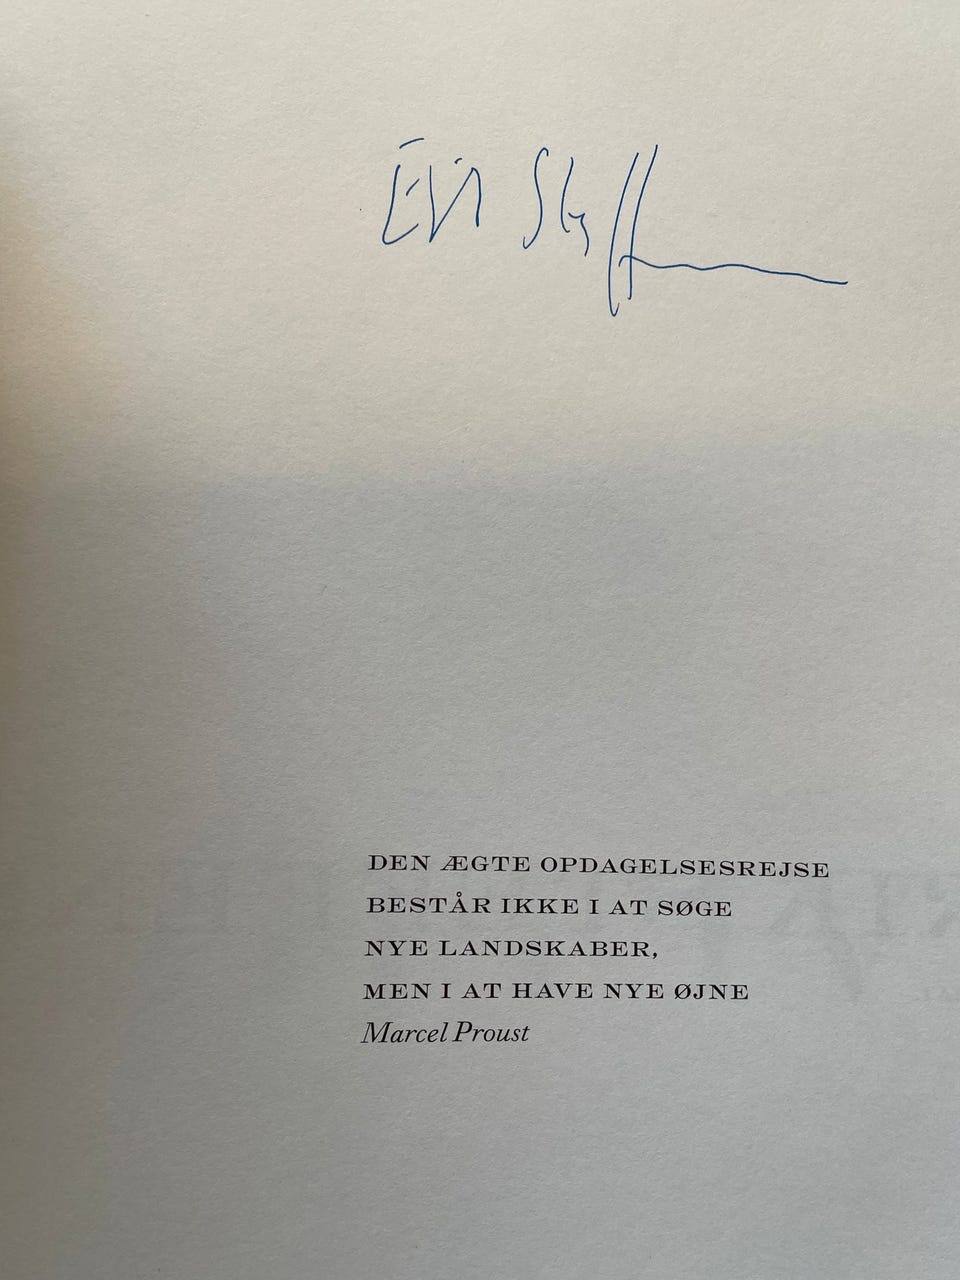 DEN ÆGTE OPDAGELSESREJSE
BESTÅR IKKE I AT SØGE
NYE LANDSKABER,
MEN I AT HAVE NYE ØJNE
Marcel Proust